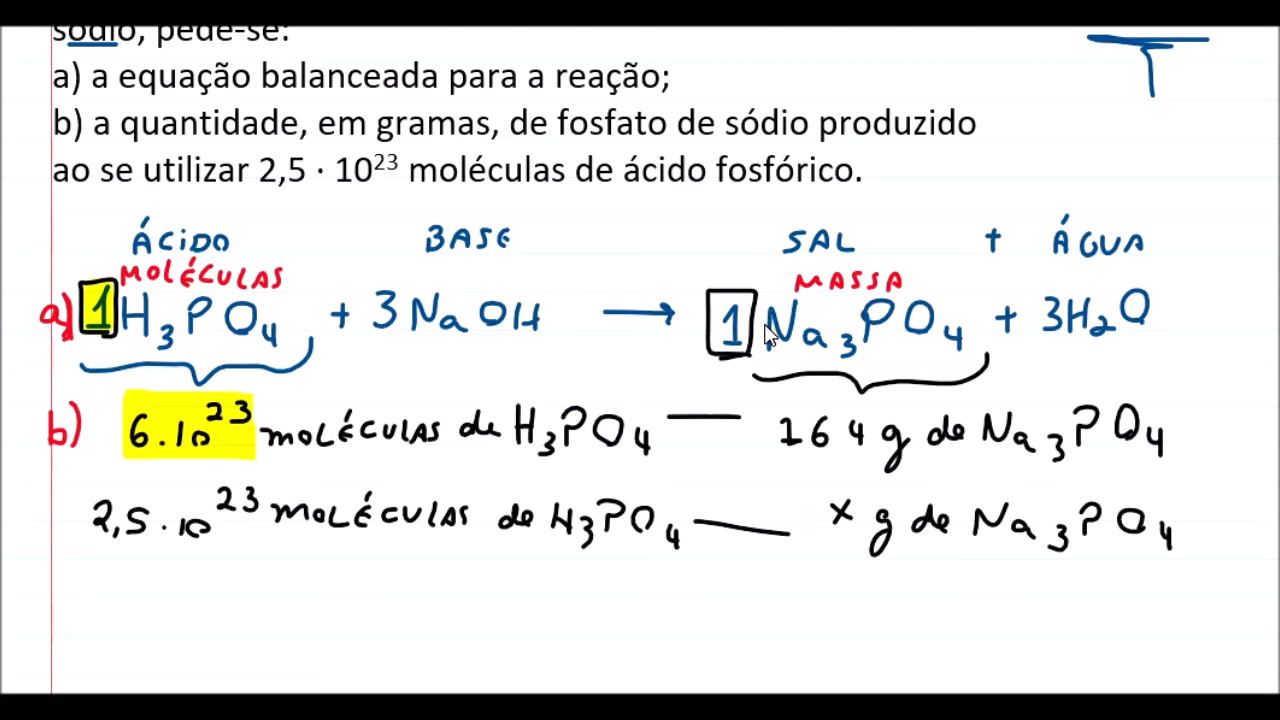 sódio, pede-se:
a) a equação balanceada para a reação;
b) a quantidade, em gramas, de fosfato de sódio produzido
ao se utilizar 2,5 · 10²³ moléculas de ácido fosfórico.
ÁCIDO BASE SAL + ÁGUA
MOLÉCULAS MASSA
a) 1 H₃PO₄ + 3 NaOH → 1 Na₃PO₄ + 3H₂O
b) 6.10²³ MOLÉCULAS de H₃PO₄ — 164 g de Na₃PO₄
2,5.10²³ MOLÉCULAS de H₃PO₄ — x g de Na₃PO₄